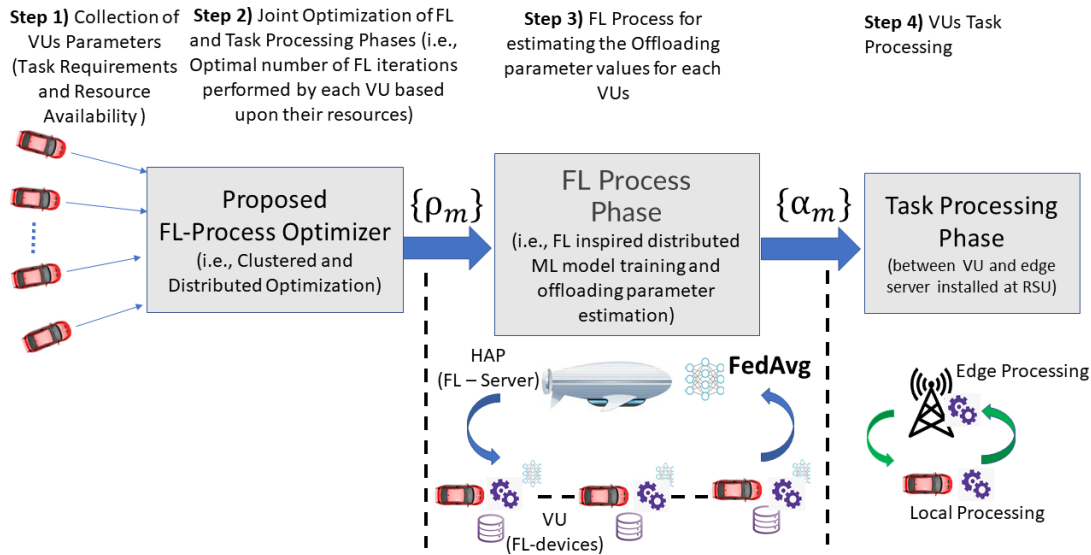 Step 1) Collection of
VUs Parameters
(Task Requirements
and Resource
Availability )
Step 2) Joint Optimization of FL
and Task Processing Phases (i.e.,
Optimal number of FL iterations
performed by each VU based
upon their resources)
Step 3) FL Process for
estimating the Offloading
parameter values for each
VUs
Step 4) VUs Task
Processing
Proposed
FL-Process Optimizer
(i.e., Clustered and
Distributed Optimization)
{ρm}
FL Process
Phase
(i.e., FL inspired distributed
ML model training and
offloading parameter
estimation)
{αm}
Task Processing
Phase
(between VU and edge
server installed at RSU)
HAP
(FL – Server)
FedAvg
VU
(FL-devices)
Edge Processing
Local Processing